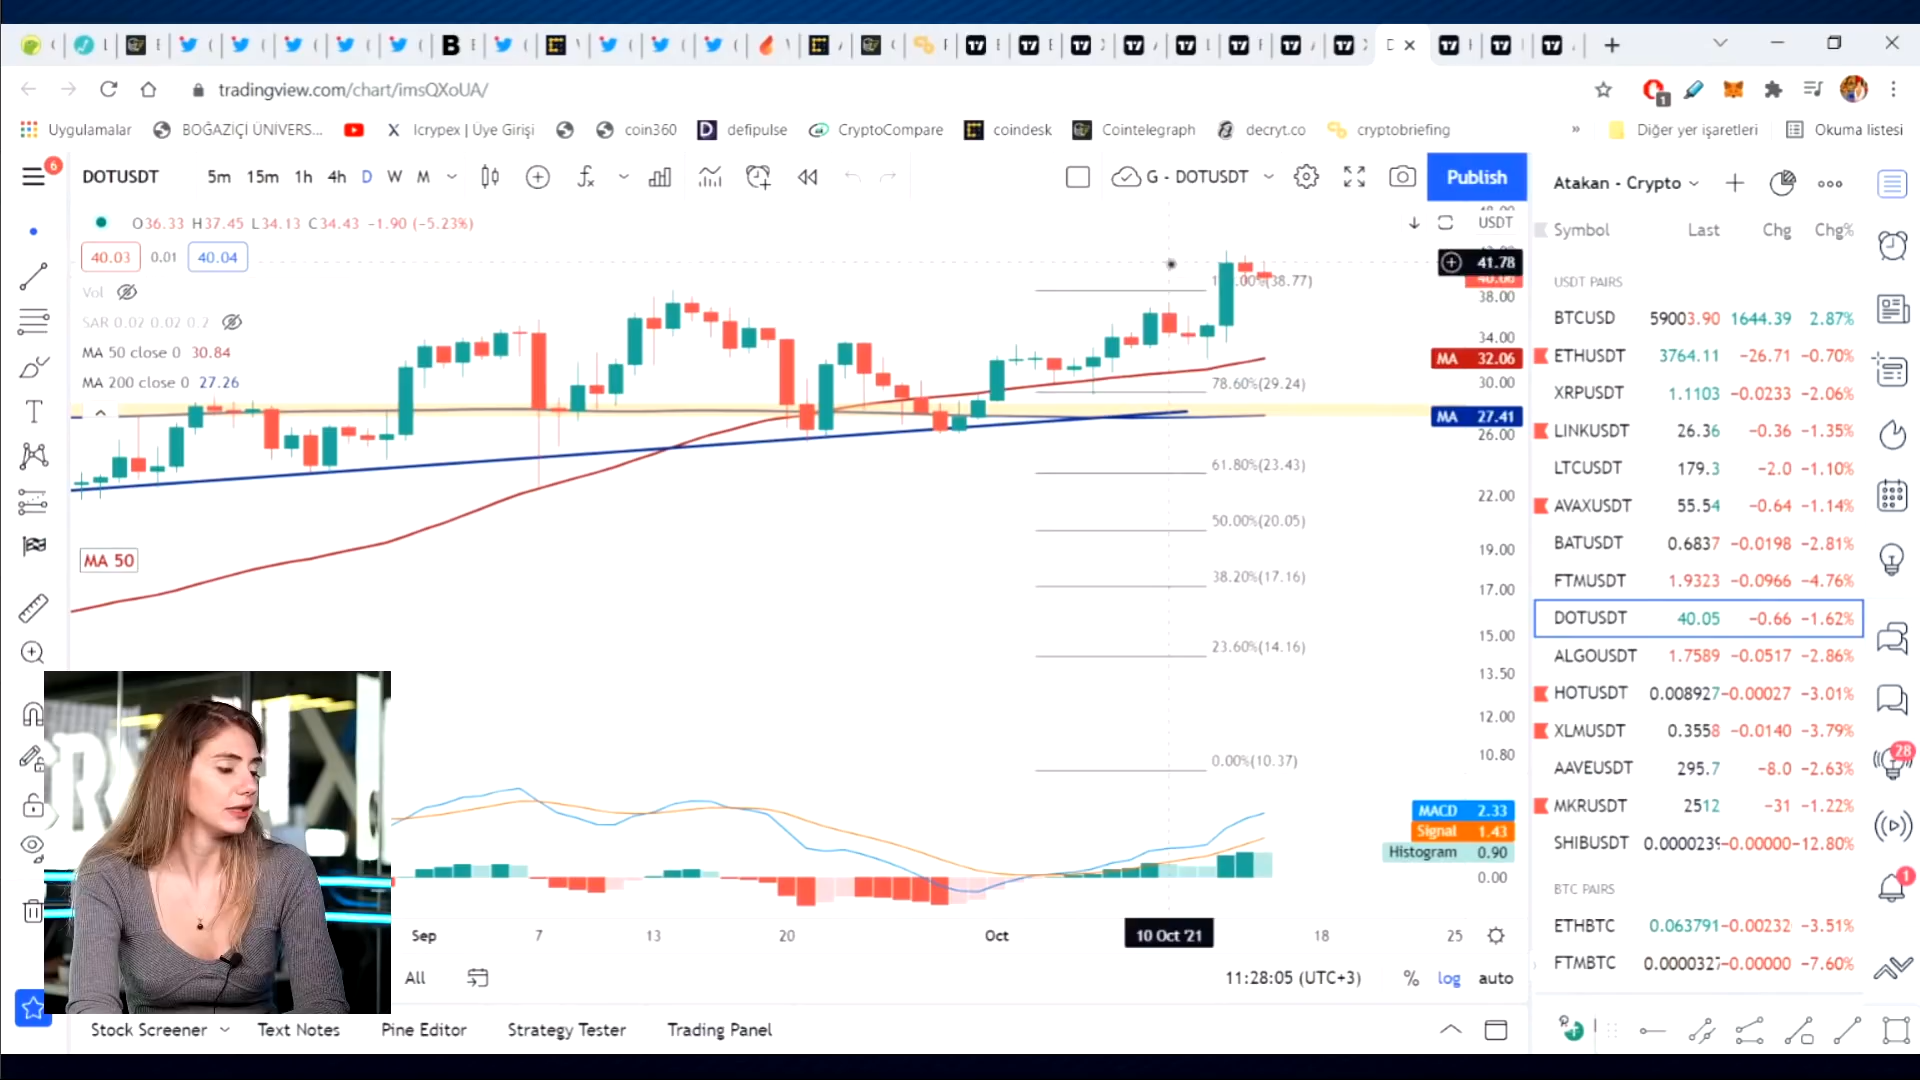 tradingview.com/chart/imsQXoUA/
Uygulamalar BOĞAZİÇİ ÜNİVERS... Icrypex | Üye Girişi coin360 defipulse CryptoCompare coindesk Cointelegraph decryt.co cryptobriefing » Diğer yer işaretleri Okuma listesi
6
DOTUSDT 5m 15m 1h 4h D W M G - DOTUSDT Publish
O36.33 H37.45 L34.13 C34.43 -1.90 (-5.23%)
40.03 0.01 40.04
Vol
SAR 0.02 0.02 0.2
MA 50 close 0 30.84
MA 200 close 0 27.26
MA 50
USDT
41.78
38.00
34.00
MA 32.06
30.00
MA 27.41
26.00
22.00
19.00
17.00
15.00
13.50
12.00
10.80
78.60%(29.24)
61.80%(23.43)
50.00%(20.05)
38.20%(17.16)
23.60%(14.16)
0.00%(10.37)
MACD 2.33
Signal 1.43
Histogram 0.90
0.00
Sep 7 13 20 Oct 10 Oct '21 18 25
All 11:28:05 (UTC+3) % log auto
Stock Screener Text Notes Pine Editor Strategy Tester Trading Panel
Atakan - Crypto
Symbol Last Chg Chg%
USDT PAIRS
BTCUSD 59003.90 1644.39 2.87%
ETHUSDT 3764.11 -26.71 -0.70%
XRPUSDT 1.1103 -0.0233 -2.06%
LINKUSDT 26.36 -0.36 -1.35%
LTCUSDT 179.3 -2.0 -1.10%
AVAXUSDT 55.54 -0.64 -1.14%
BATUSDT 0.6837 -0.0198 -2.81%
FTMUSDT 1.9323 -0.0966 -4.76%
DOTUSDT 40.05 -0.66 -1.62%
ALGOUSDT 1.7589 -0.0517 -2.86%
HOTUSDT 0.008927 -0.00027 -3.01%
XLMUSDT 0.3558 -0.0140 -3.79%
AAVEUSDT 295.7 -8.0 -2.63%
MKRUSDT 2512 -31 -1.22%
SHIBUSDT 0.0000239 -0.00000 -12.80%
BTC PAIRS
ETHBTC 0.063791 -0.00232 -3.51%
FTMBTC 0.0000327 -0.00000 -7.60%
28
1